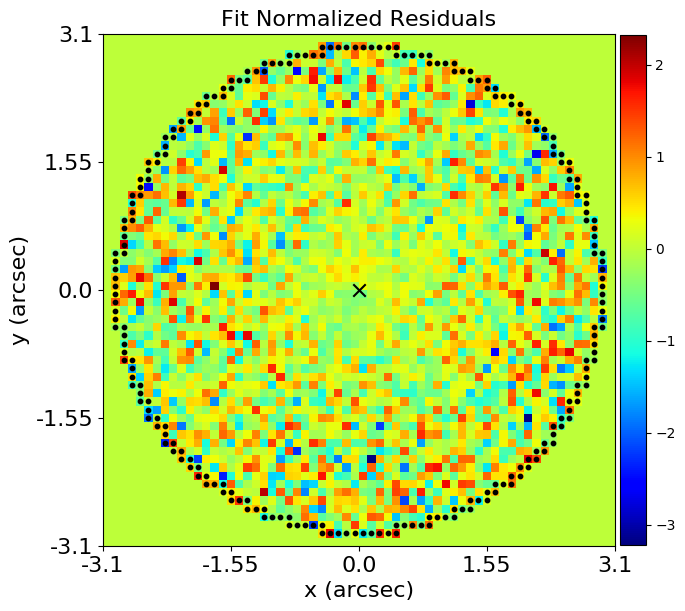 Fit Normalized Residuals
3.1
1.55
0.0
-1.55
-3.1
y (arcsec)
-3.1 -1.55 0.0 1.55 3.1
x (arcsec)
2
1
0
−1
−2
−3